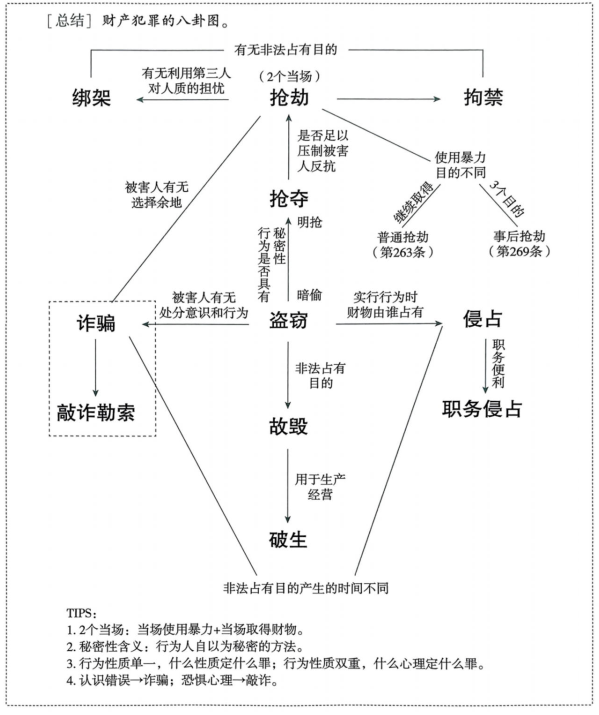 ［总结］财产犯罪的八卦图。
有无非法占有目的
绑架
有无利用第三人
对人质的担忧
（2个当场）
抢劫
拘禁
是否足以
压制被害
人反抗
使用暴力
目的不同
被害人有无
选择余地
继续取得
3个目的
抢夺
明抢
普通抢劫
（第263条）
事后抢劫
（第269条）
行为是否具有
秘密性
暗偷
诈骗
被害人有无
处分意识和行为
盗窃
实行行为时
财物由谁占有
侵占
非法占有
目的
职务便利
敲诈勒索
故毁
职务侵占
用于生产
经营
破生
非法占有目的产生的时间不同
TIPS：
1. 2个当场：当场使用暴力+当场取得财物。
2. 秘密性含义：行为人自以为秘密的方法。
3. 行为性质单一，什么性质定什么罪；行为性质双重，什么心理定什么罪。
4. 认识错误→诈骗；恐惧心理→敲诈。